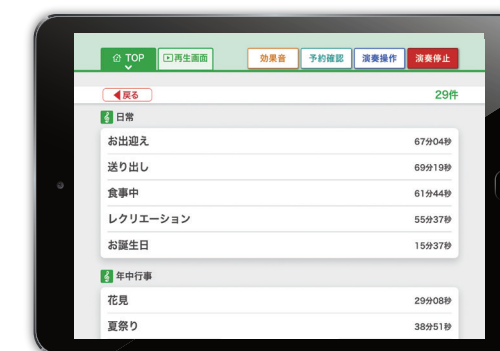 TOP 再生画面 効果音 予約確認 演奏操作 演奏停止
戻る 29件
日常
お出迎え 67分04秒
送り出し 69分19秒
食事中 61分44秒
レクリエーション 55分37秒
お誕生日 15分37秒
年中行事
花見 29分08秒
夏祭り 38分51秒